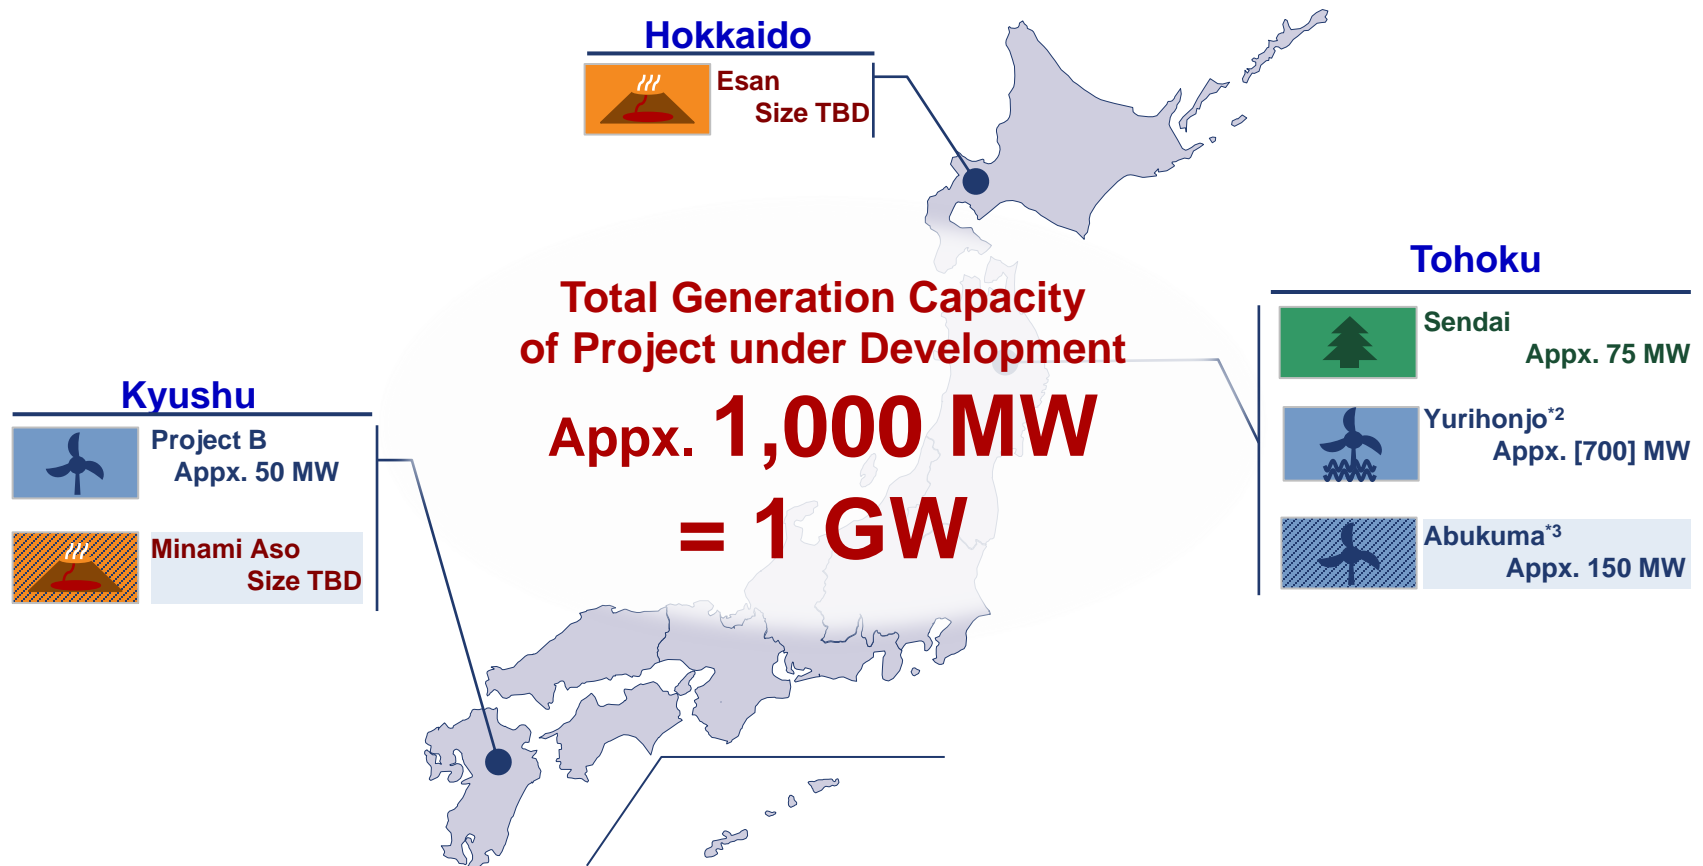 Hokkaido
Esan
Size TBD
Total Generation Capacity
of Project under Development
Appx. 1,000 MW
= 1 GW
Tohoku
Sendai
Appx. 75 MW
Yurihonjo*2
Appx. [700] MW
Abukuma*3
Appx. 150 MW
Kyushu
Project B
Appx. 50 MW
Minami Aso
Size TBD